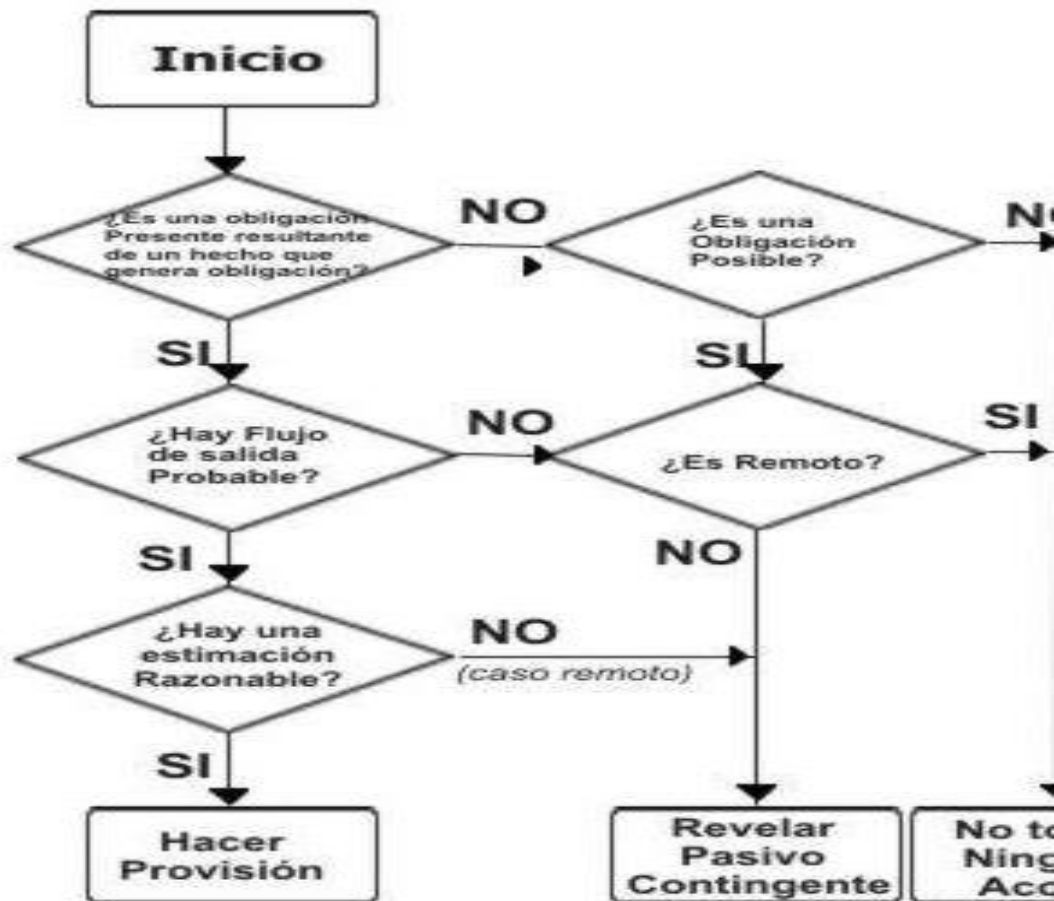 Inicio
¿Es una obligación
Presente resultante
de un hecho que
genera obligación?
NO
¿Es una
Obligación
Posible?
SI
SI
¿Hay Flujo
de salida
Probable?
NO
¿Es Remoto?
SI
SI
NO
¿Hay una
estimación
Razonable?
NO
(caso remoto)
SI
Hacer
Provisión
Revelar
Pasivo
Contingente
No